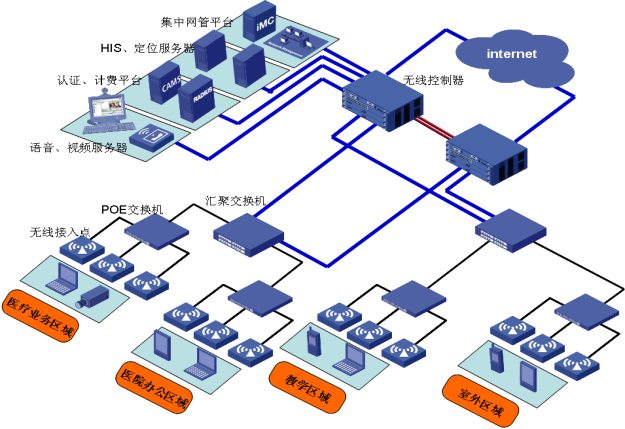 集中网管平台
iMC
HIS、定位服务器
internet
认证、计费平台
CAMS
无线控制器
RADIUS
语音、视频服务器
汇聚交换机
POE交换机
无线接入点
医疗业务区域
医院办公区域
教学区域
室外区域